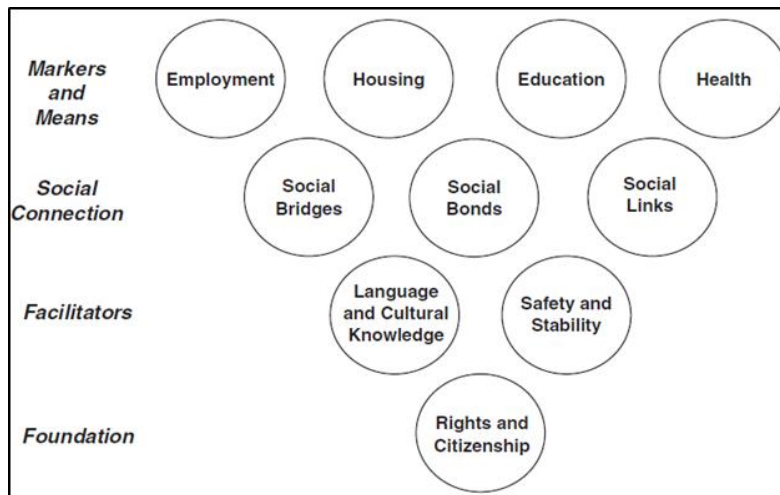 Markers
and
Means
Employment
Housing
Education
Health
Social
Connection
Social
Bridges
Social
Bonds
Social
Links
Facilitators
Language
and Cultural
Knowledge
Safety and
Stability
Foundation
Rights and
Citizenship